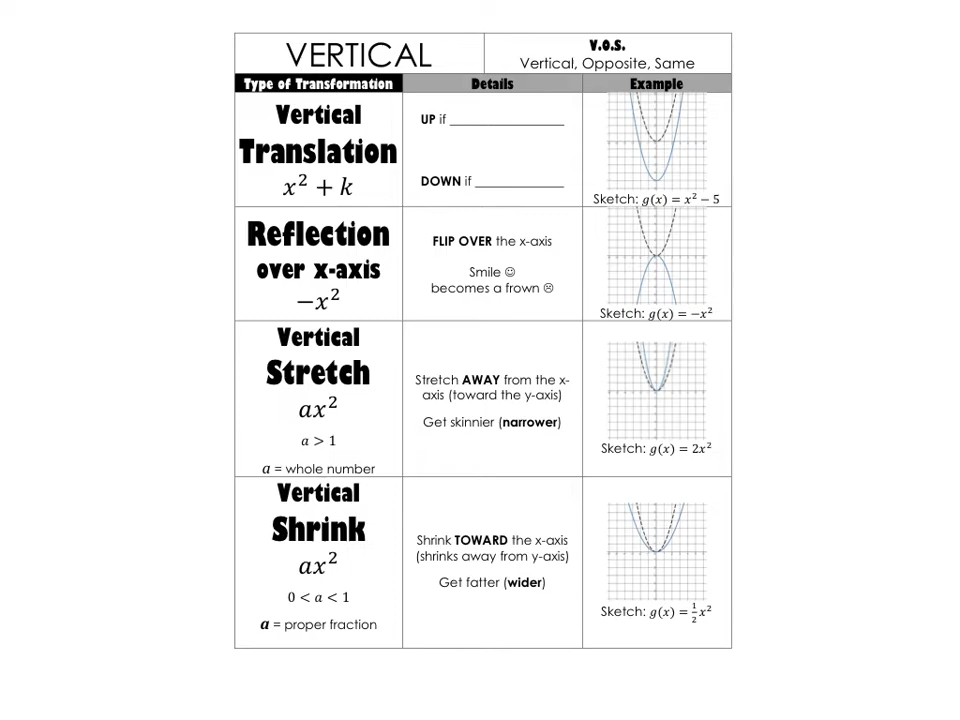 VERTICAL
V.O.S.
Vertical, Opposite, Same
Type of Transformation
Details
Example
Vertical
Translation
x² + k
UP if _________________
DOWN if ______________
Sketch: g(x) = x² − 5
Reflection
over x-axis
−x²
FLIP OVER the x-axis
Smile ☺
becomes a frown ☹
Sketch: g(x) = −x²
Vertical
Stretch
ax²
a > 1
a = whole number
Stretch AWAY from the x-
axis (toward the y-axis)
Get skinnier (narrower)
Sketch: g(x) = 2x²
Vertical
Shrink
ax²
0 < a < 1
a = proper fraction
Shrink TOWARD the x-axis
(shrinks away from y-axis)
Get fatter (wider)
Sketch: g(x) = ½x²